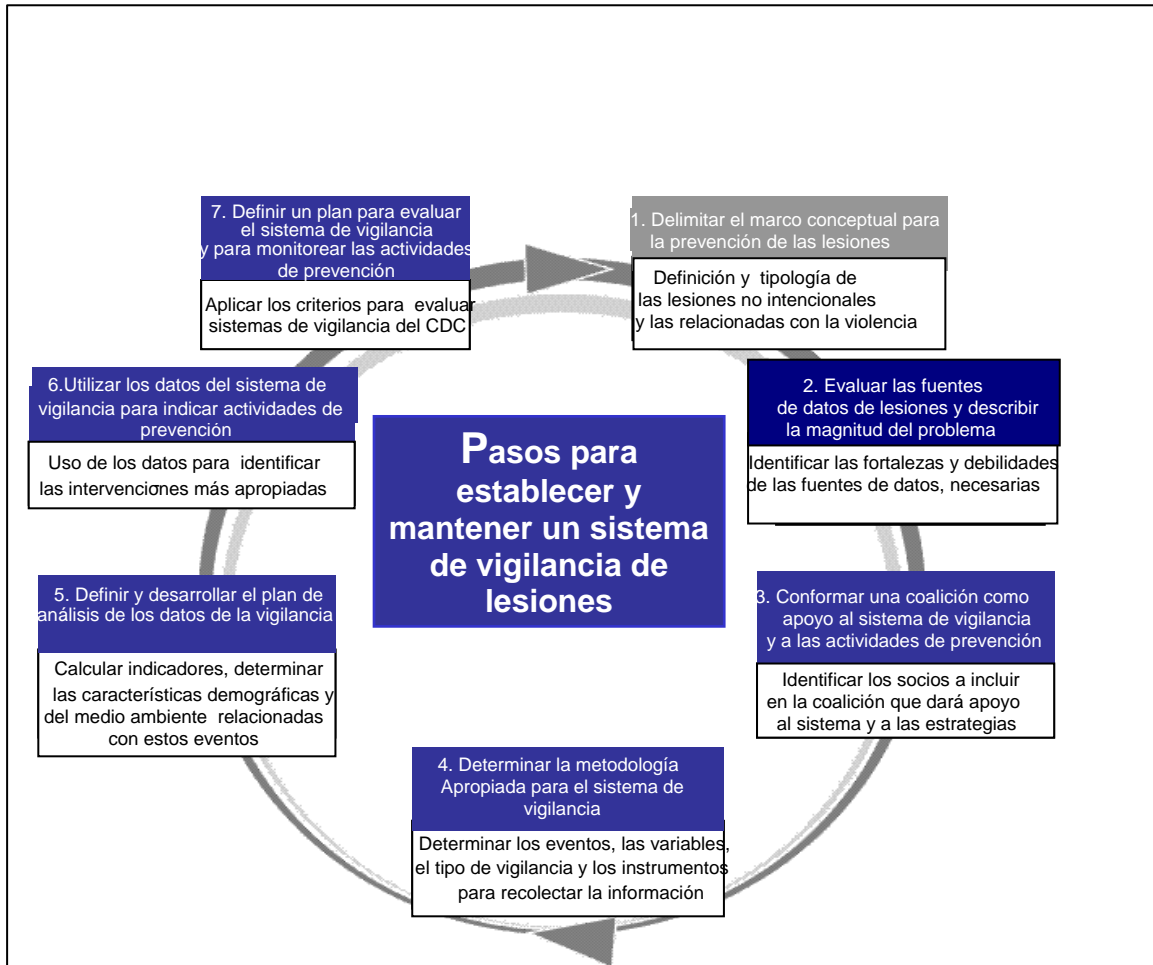 Pasos para
establecer y
mantener un sistema
de vigilancia de
lesiones
1. Delimitar el marco conceptual para
la prevención de las lesiones
Definición y tipología de
las lesiones no intencionales
y las relacionadas con la violencia
2. Evaluar las fuentes
de datos de lesiones y describir
la magnitud del problema
Identificar las fortalezas y debilidades
de las fuentes de datos, necesarias
3. Conformar una coalición como
apoyo al sistema de vigilancia
y a las actividades de prevención
Identificar los socios a incluir
en la coalición que dará apoyo
al sistema y a las estrategias
4. Determinar la metodología
Apropiada para el sistema de
vigilancia
Determinar los eventos, las variables,
el tipo de vigilancia y los instrumentos
para recolectar la información
5. Definir y desarrollar el plan de
análisis de los datos de la vigilancia
Calcular indicadores, determinar
las características demográficas y
del medio ambiente relacionadas
con estos eventos
6.Utilizar los datos del sistema de
vigilancia para indicar actividades de
prevención
Uso de los datos para identificar
las intervenciones más apropiadas
7. Definir un plan para evaluar
el sistema de vigilancia
y para monitorear las actividades
de prevención
Aplicar los criterios para evaluar
sistemas de vigilancia del CDC